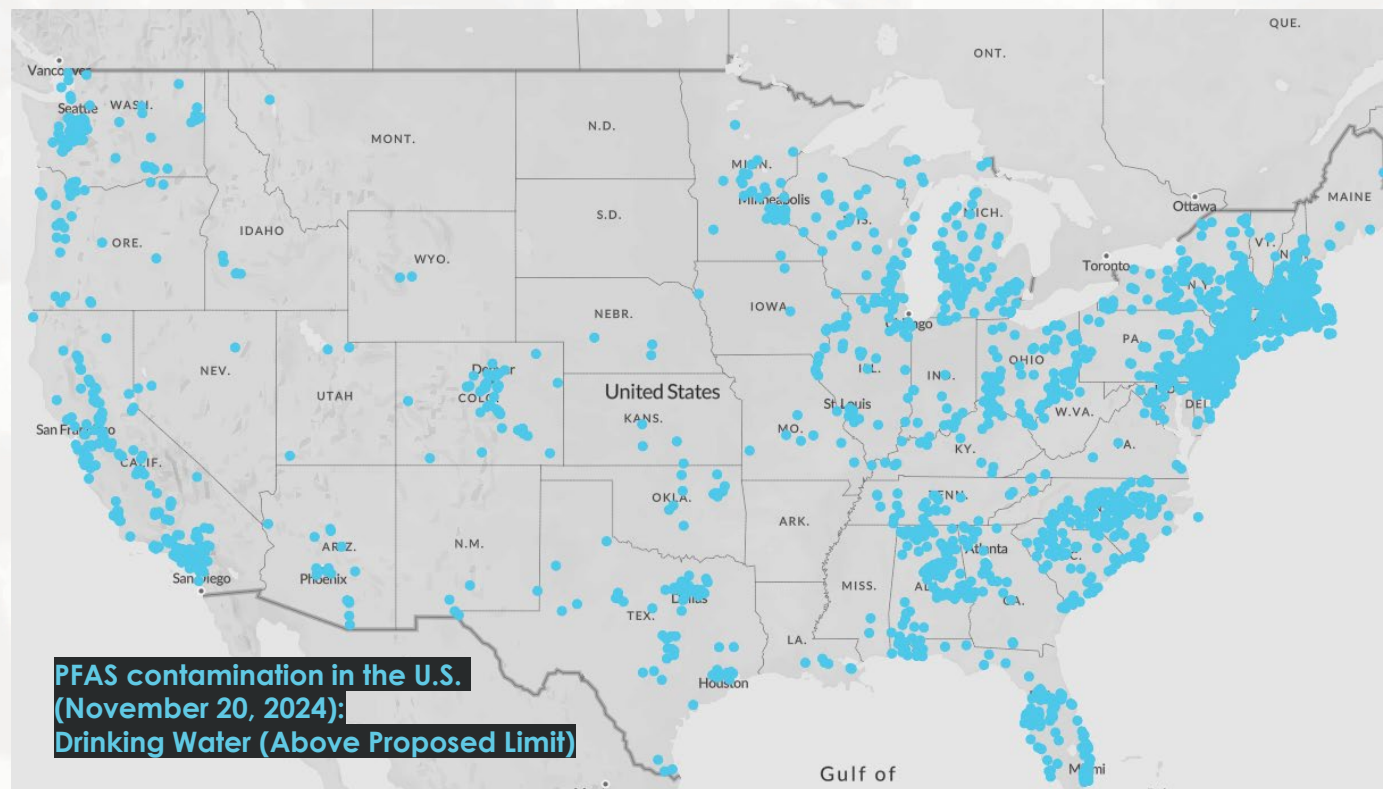 QUE.
ONT.
Vancouver
Seattle
WASH.
MONT.
N.D.
MINN.
Minneapolis
Ottawa
MAINE
S.D.
WIS.
MICH.
VT.
ORE.
IDAHO
WYO.
Toronto
N.Y.
IOWA
Chicago
NEBR.
PA.
NEV.
UTAH
Denver
COLO.
United States
ILL.
IND.
OHIO
KANS.
St Louis
MO.
W.VA.
DEL.
San Francisco
CALIF.
KY.
OKLA.
TENN.
ARK.
ARIZ.
N.M.
Atlanta
San Diego
Phoenix
Dallas
MISS.
GA.
TEX.
LA.
Houston
PFAS contamination in the U.S.
(November 20, 2024):
Drinking Water (Above Proposed Limit)
Gulf of
Miami